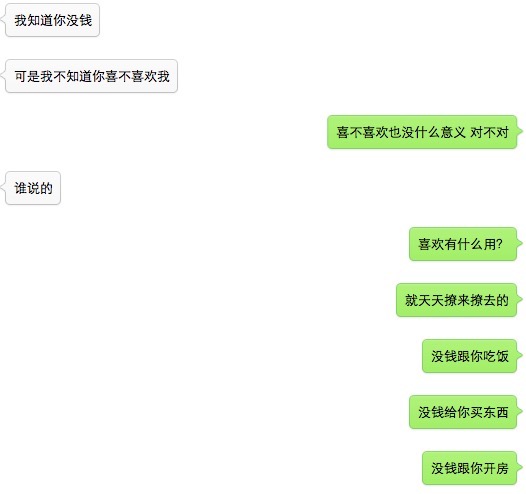 我知道你没钱
可是我不知道你喜不喜欢我
喜不喜欢也没什么意义 对不对
谁说的
喜欢有什么用？
就天天撩来撩去的
没钱跟你吃饭
没钱给你买东西
没钱跟你开房